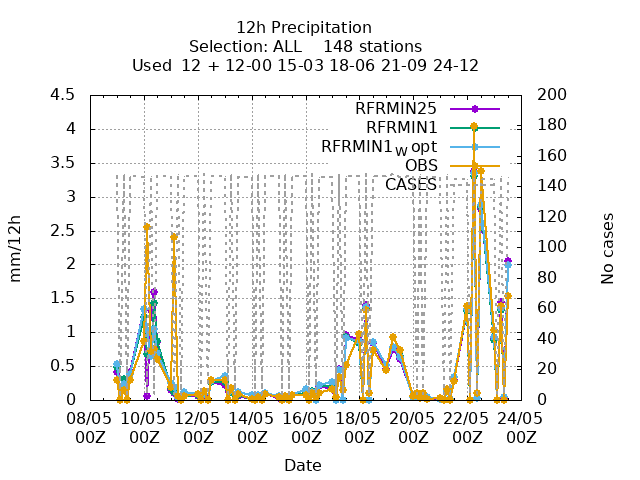 12h Precipitation
Selection: ALL    148 stations
Used  12 + 12-00 15-03 18-06 21-09 24-12
mm/12h
4.5
4
3.5
3
2.5
2
1.5
1
0.5
0
RFRMIN25
RFRMIN1
RFRMIN1w opt
OBS
CASES
200
180
160
140
120
100
80
60
40
20
0
No cases
08/05 10/05 12/05 14/05 16/05 18/05 20/05 22/05 24/05
00Z 00Z 00Z 00Z 00Z 00Z 00Z 00Z 00Z
Date